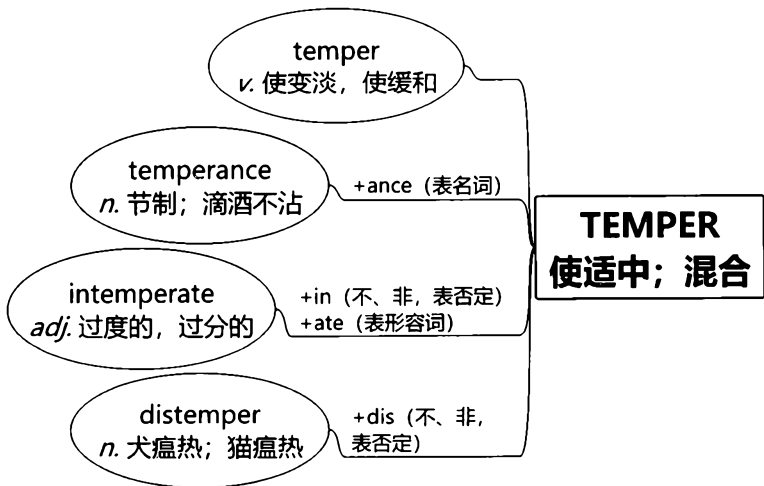 temper
v. 使变淡，使缓和
temperance
n. 节制；滴酒不沾
+ance（表名词）
TEMPER
使适中；混合
intemperate
adj. 过度的，过分的
+in（不、非，表否定）
+ate（表形容词）
distemper
n. 犬瘟热；猫瘟热
+dis（不、非，
表否定）